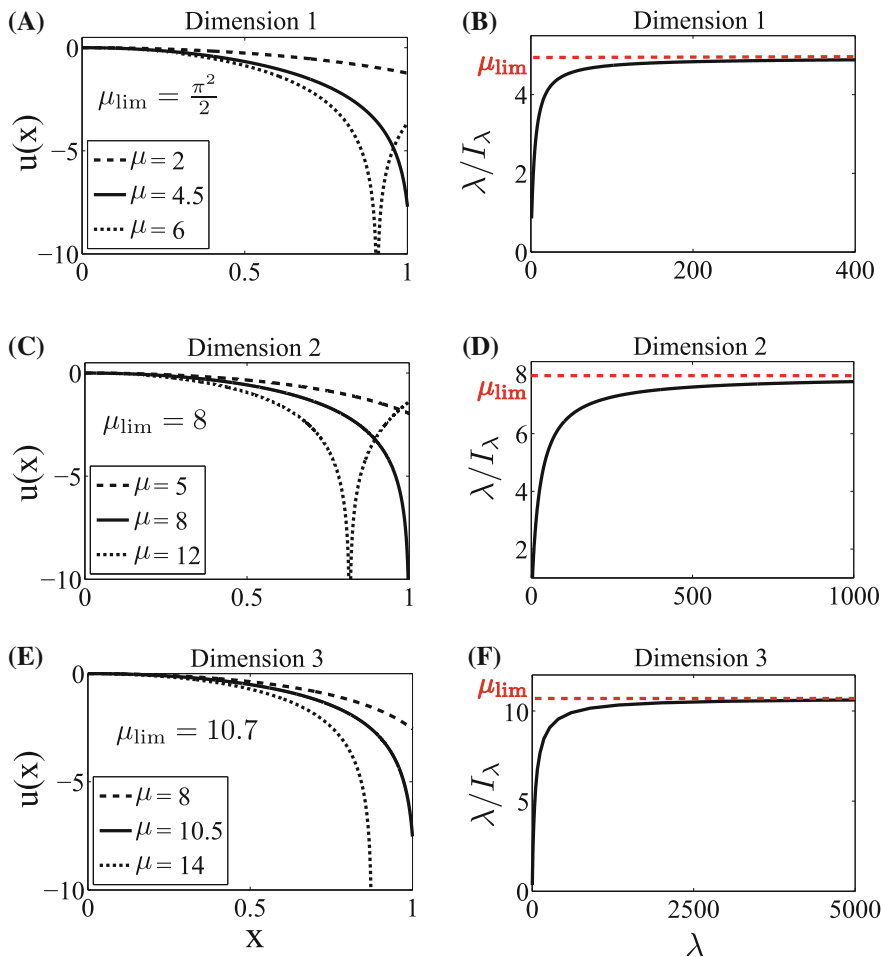 (A) Dimension 1
0
−5
−10
u(x)
μlim = π²/2
μ = 2
μ = 4.5
μ = 6
0 0.5 1
(B) Dimension 1
μlim
4
2
0
λ/Iλ
0 200 400
(C) Dimension 2
0
−5
−10
u(x)
μlim = 8
μ = 5
μ = 8
μ = 12
0 0.5 1
(D) Dimension 2
8
μlim
6
4
2
λ/Iλ
0 500 1000
(E) Dimension 3
0
−5
−10
u(x)
μlim = 10.7
μ = 8
μ = 10.5
μ = 14
0 0.5 1
x
(F) Dimension 3
μlim
10
5
0
λ/Iλ
0 2500 5000
λ